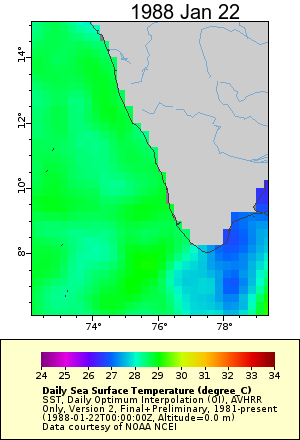 1988 Jan 22
14°
12°
10°
8°
74° 76° 78°
24 25 26 27 28 29 30 31 32 33 34
Daily Sea Surface Temperature (degree_C)
SST, Daily Optimum Interpolation (OI), AVHRR
Only, Version 2, Final+Preliminary, 1981-present
(1988-01-22T00:00:00Z, Altitude=0.0 m)
Data courtesy of NOAA NCEI